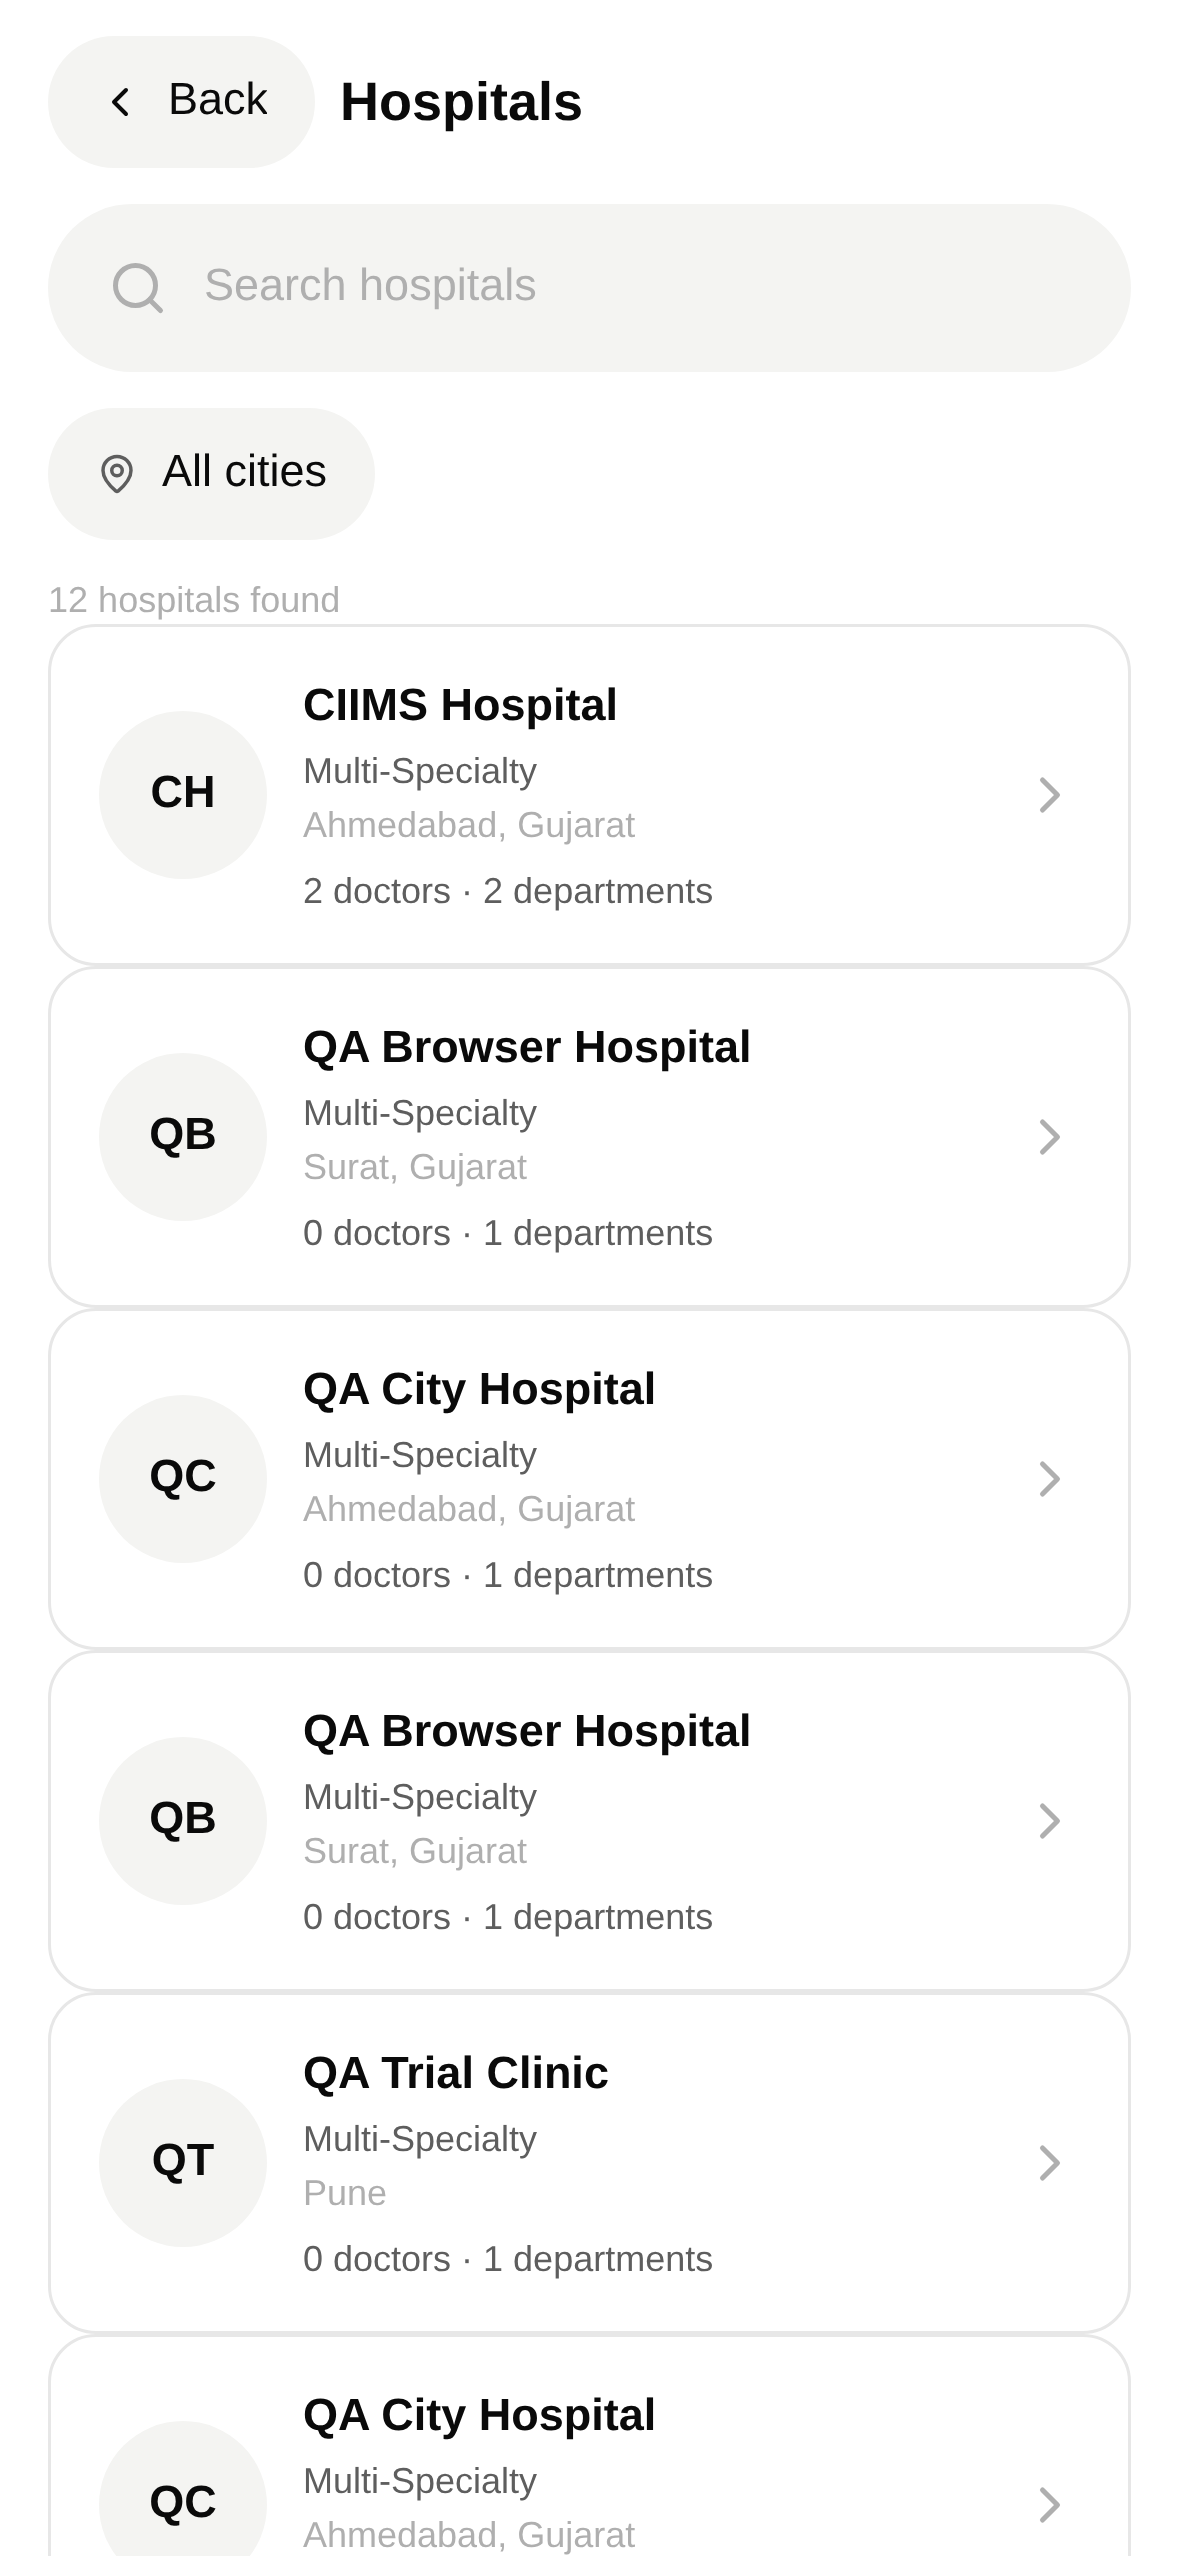 Back
Hospitals
Search hospitals
All cities
12 hospitals found
CIIMS Hospital
CH
Multi-Specialty
Ahmedabad, Gujarat
2 doctors · 2 departments
QA Browser Hospital
QB
Multi-Specialty
Surat, Gujarat
0 doctors · 1 departments
QA City Hospital
QC
Multi-Specialty
Ahmedabad, Gujarat
0 doctors · 1 departments
QA Browser Hospital
QB
Multi-Specialty
Surat, Gujarat
0 doctors · 1 departments
QA Trial Clinic
QT
Multi-Specialty
Pune
0 doctors · 1 departments
QA City Hospital
QC
Multi-Specialty
Ahmedabad, Gujarat